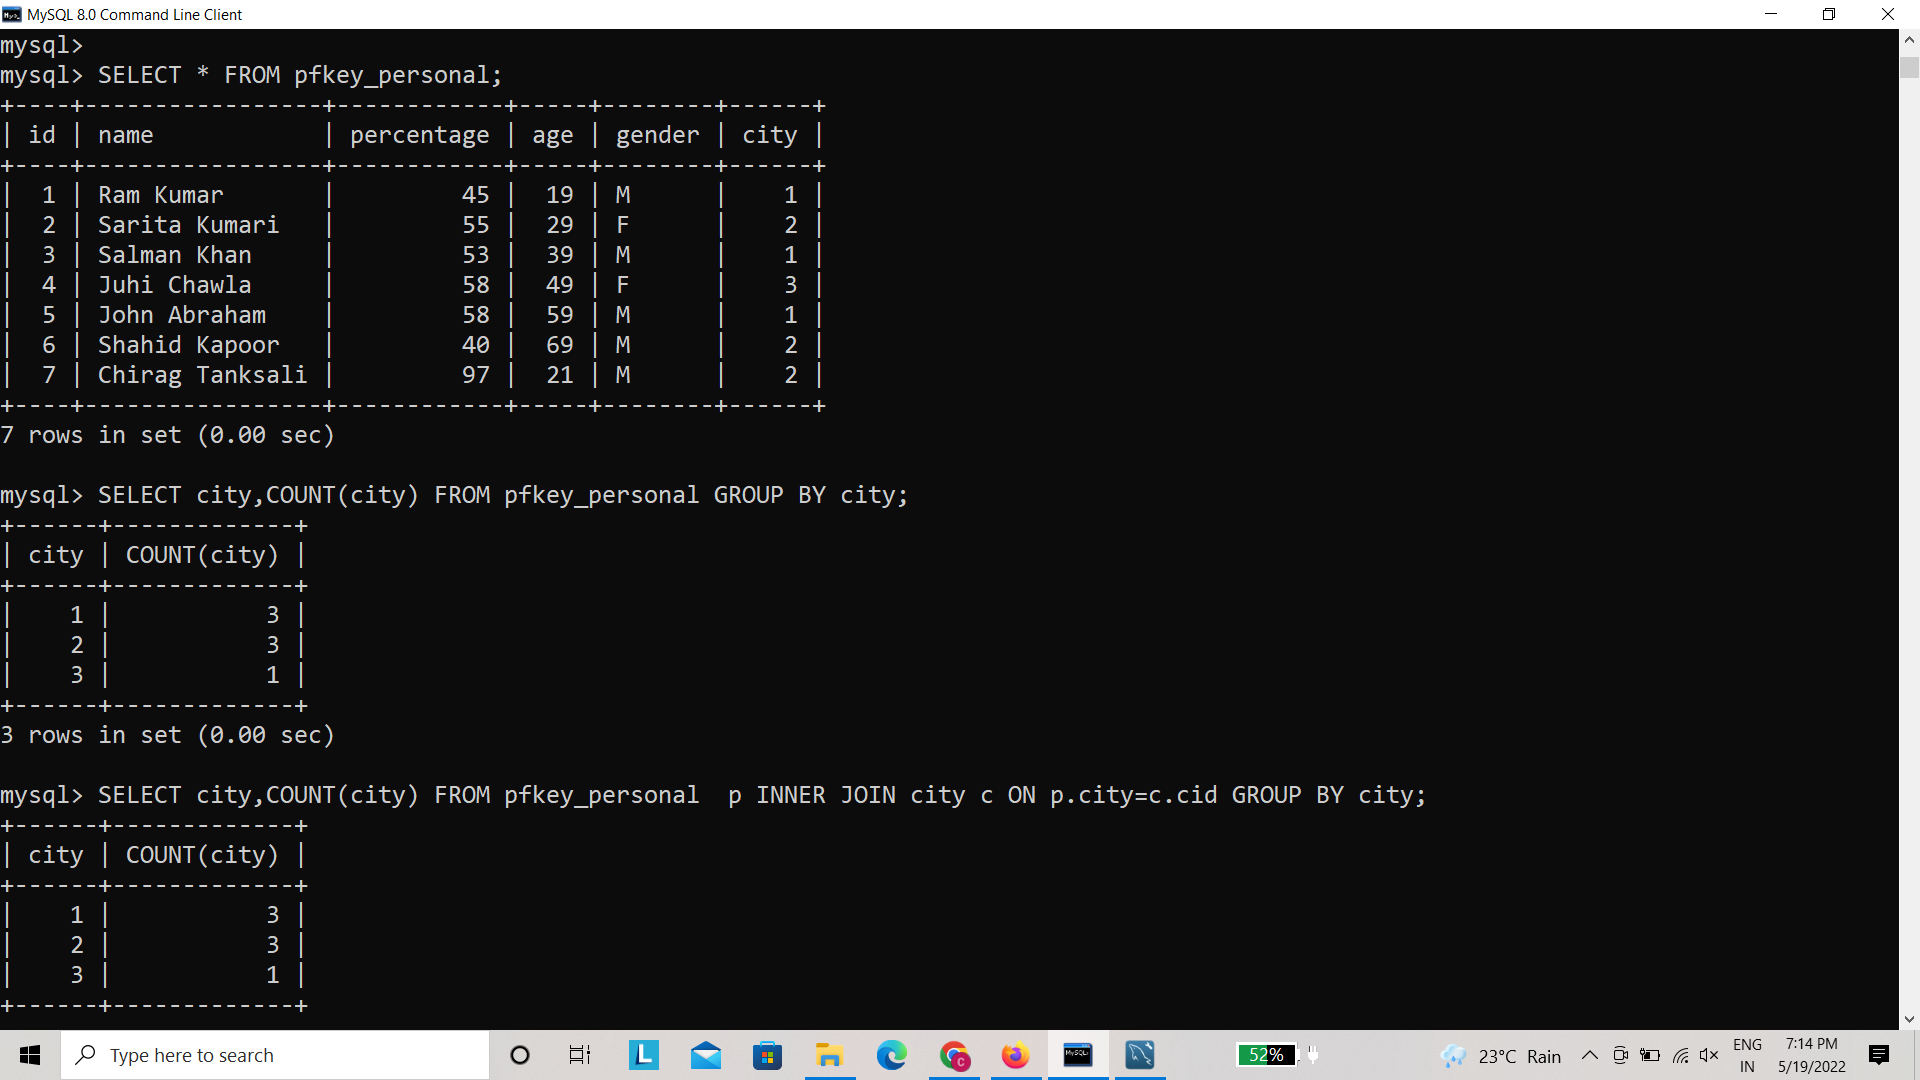 MySQL 8.0 Command Line Client
mysql>
mysql> SELECT * FROM pfkey_personal;
+----+-----------------+------------+-----+--------+------+
| id | name            | percentage | age | gender | city |
+----+-----------------+------------+-----+--------+------+
|  1 | Ram Kumar       |         45 |  19 | M      |    1 |
|  2 | Sarita Kumari   |         55 |  29 | F      |    2 |
|  3 | Salman Khan     |         53 |  39 | M      |    1 |
|  4 | Juhi Chawla     |         58 |  49 | F      |    3 |
|  5 | John Abraham    |         58 |  59 | M      |    1 |
|  6 | Shahid Kapoor   |         40 |  69 | M      |    2 |
|  7 | Chirag Tanksali |         97 |  21 | M      |    2 |
+----+-----------------+------------+-----+--------+------+
7 rows in set (0.00 sec)
mysql> SELECT city,COUNT(city) FROM pfkey_personal GROUP BY city;
+------+-------------+
| city | COUNT(city) |
+------+-------------+
|    1 |           3 |
|    2 |           3 |
|    3 |           1 |
+------+-------------+
3 rows in set (0.00 sec)
mysql> SELECT city,COUNT(city) FROM pfkey_personal  p INNER JOIN city c ON p.city=c.cid GROUP BY city;
+------+-------------+
| city | COUNT(city) |
+------+-------------+
|    1 |           3 |
|    2 |           3 |
|    3 |           1 |
+------+-------------+
Type here to search
L
C
MySQL
52%
23°C Rain
ENG
IN
7:14 PM
5/19/2022